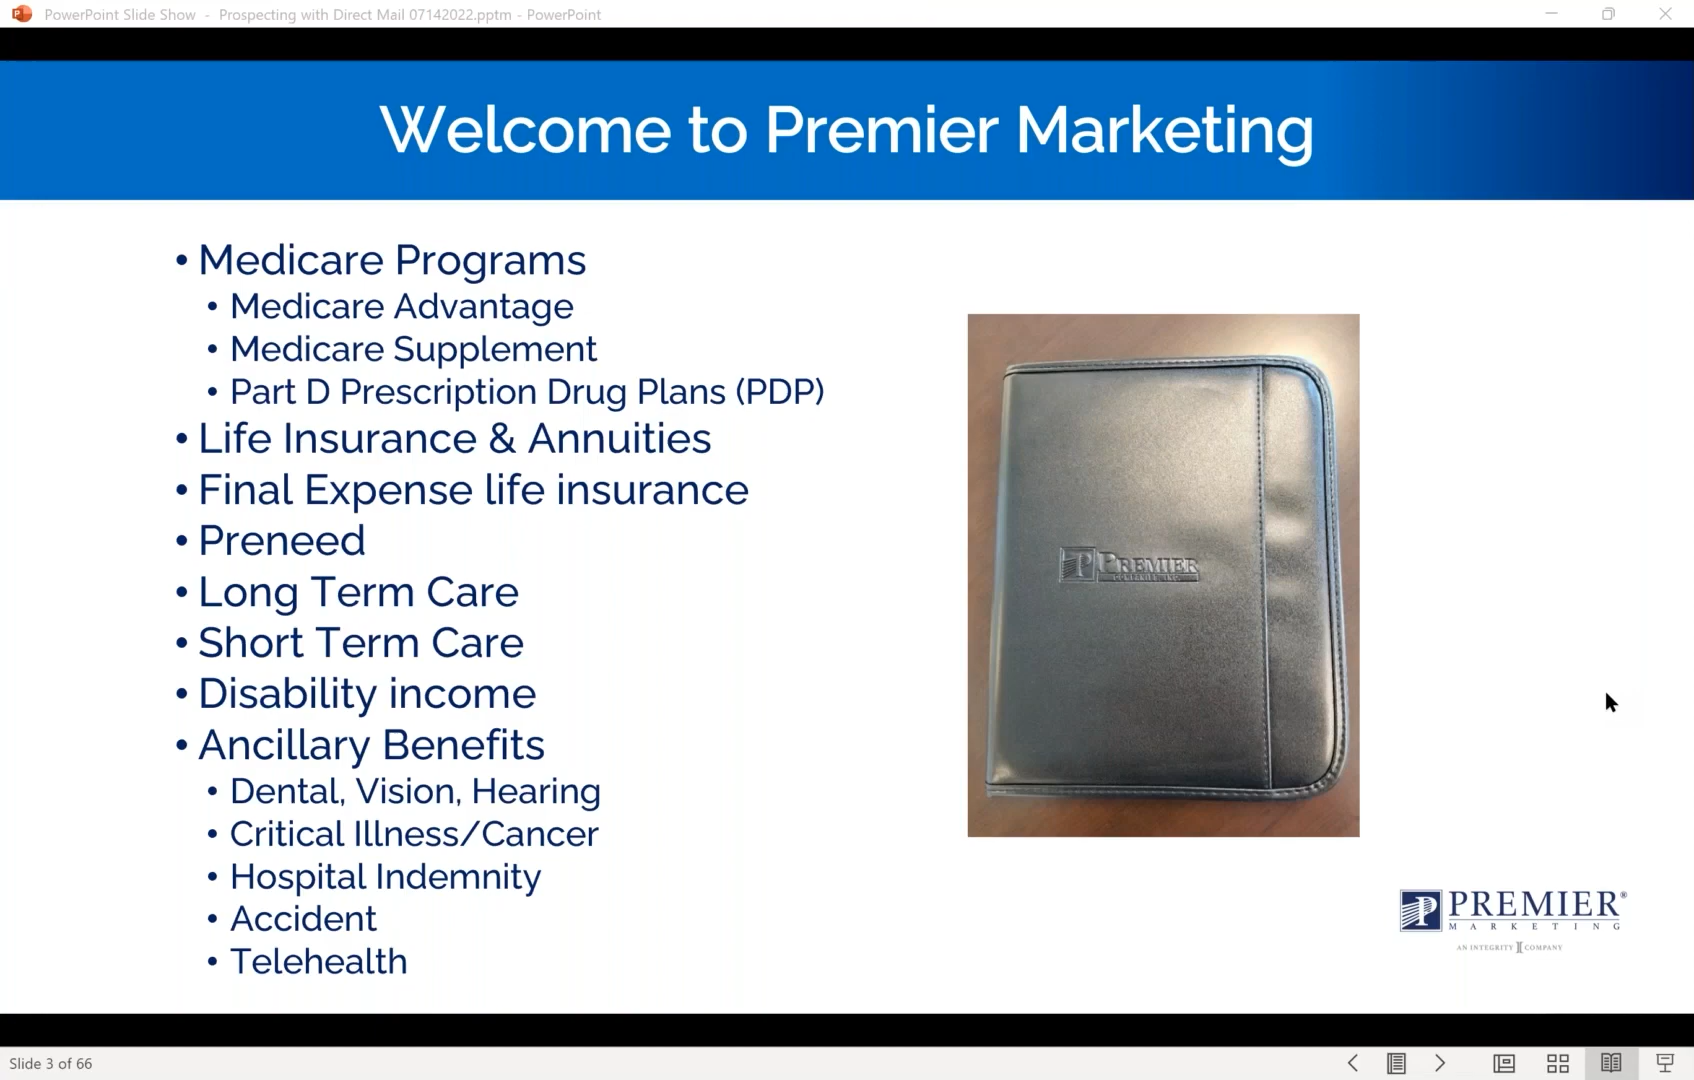 PowerPoint Slide Show - Prospecting with Direct Mail 07142022.pptm - PowerPoint
Welcome to Premier Marketing
• Medicare Programs
• Medicare Advantage
• Medicare Supplement
• Part D Prescription Drug Plans (PDP)
• Life Insurance & Annuities
• Final Expense life insurance
• Preneed
• Long Term Care
• Short Term Care
• Disability income
• Ancillary Benefits
• Dental, Vision, Hearing
• Critical Illness/Cancer
• Hospital Indemnity
• Accident
• Telehealth
P PREMIER
COMPANIES, INC.
P PREMIER®
MARKETING
AN INTEGRITY COMPANY
Slide 3 of 66